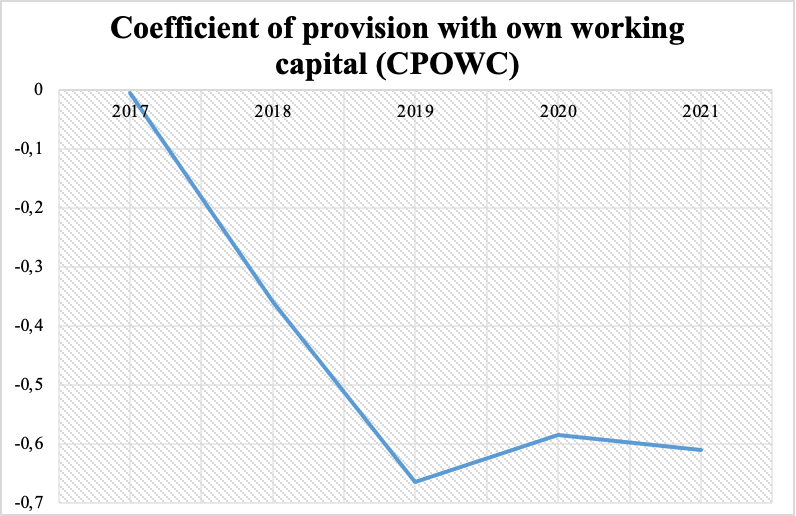 Coefficient of provision with own working
capital (CPOWC)
0
2017 2018 2019 2020 2021
-0,1
-0,2
-0,3
-0,4
-0,5
-0,6
-0,7